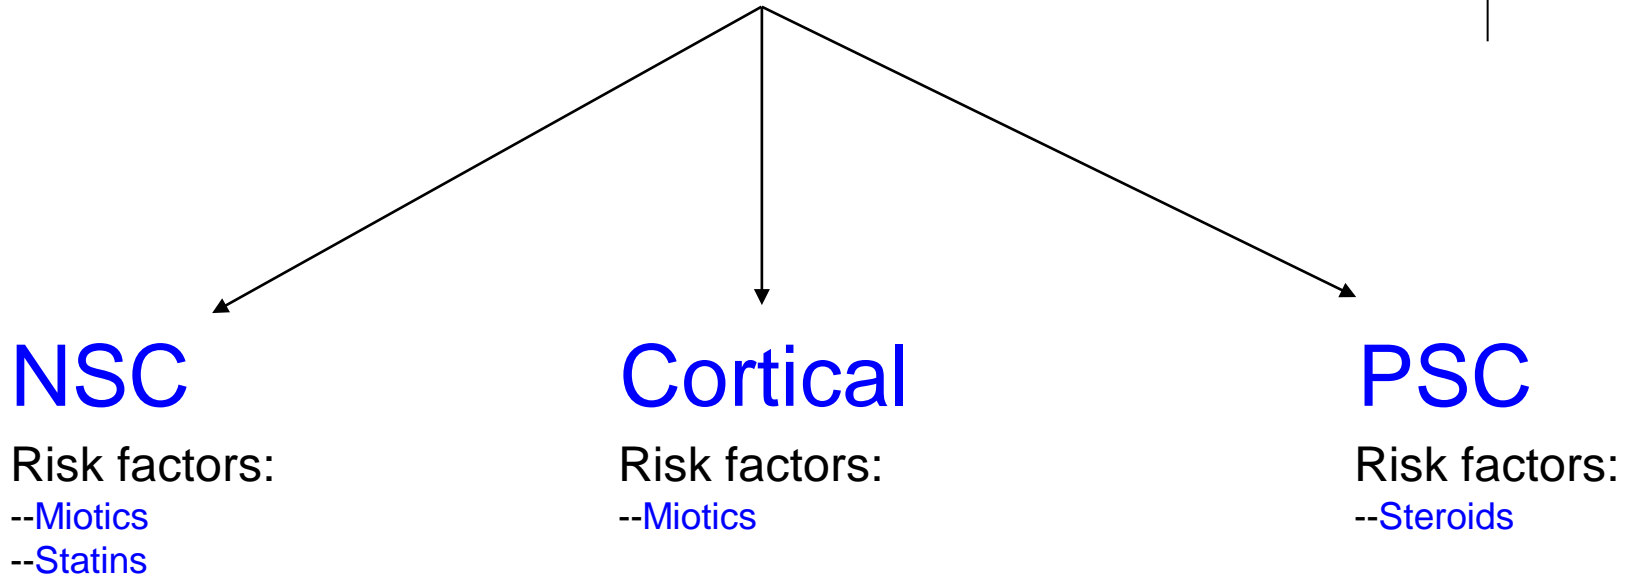 NSC
Risk factors:
--Miotics
--Statins
Cortical
Risk factors:
--Miotics
PSC
Risk factors:
--Steroids